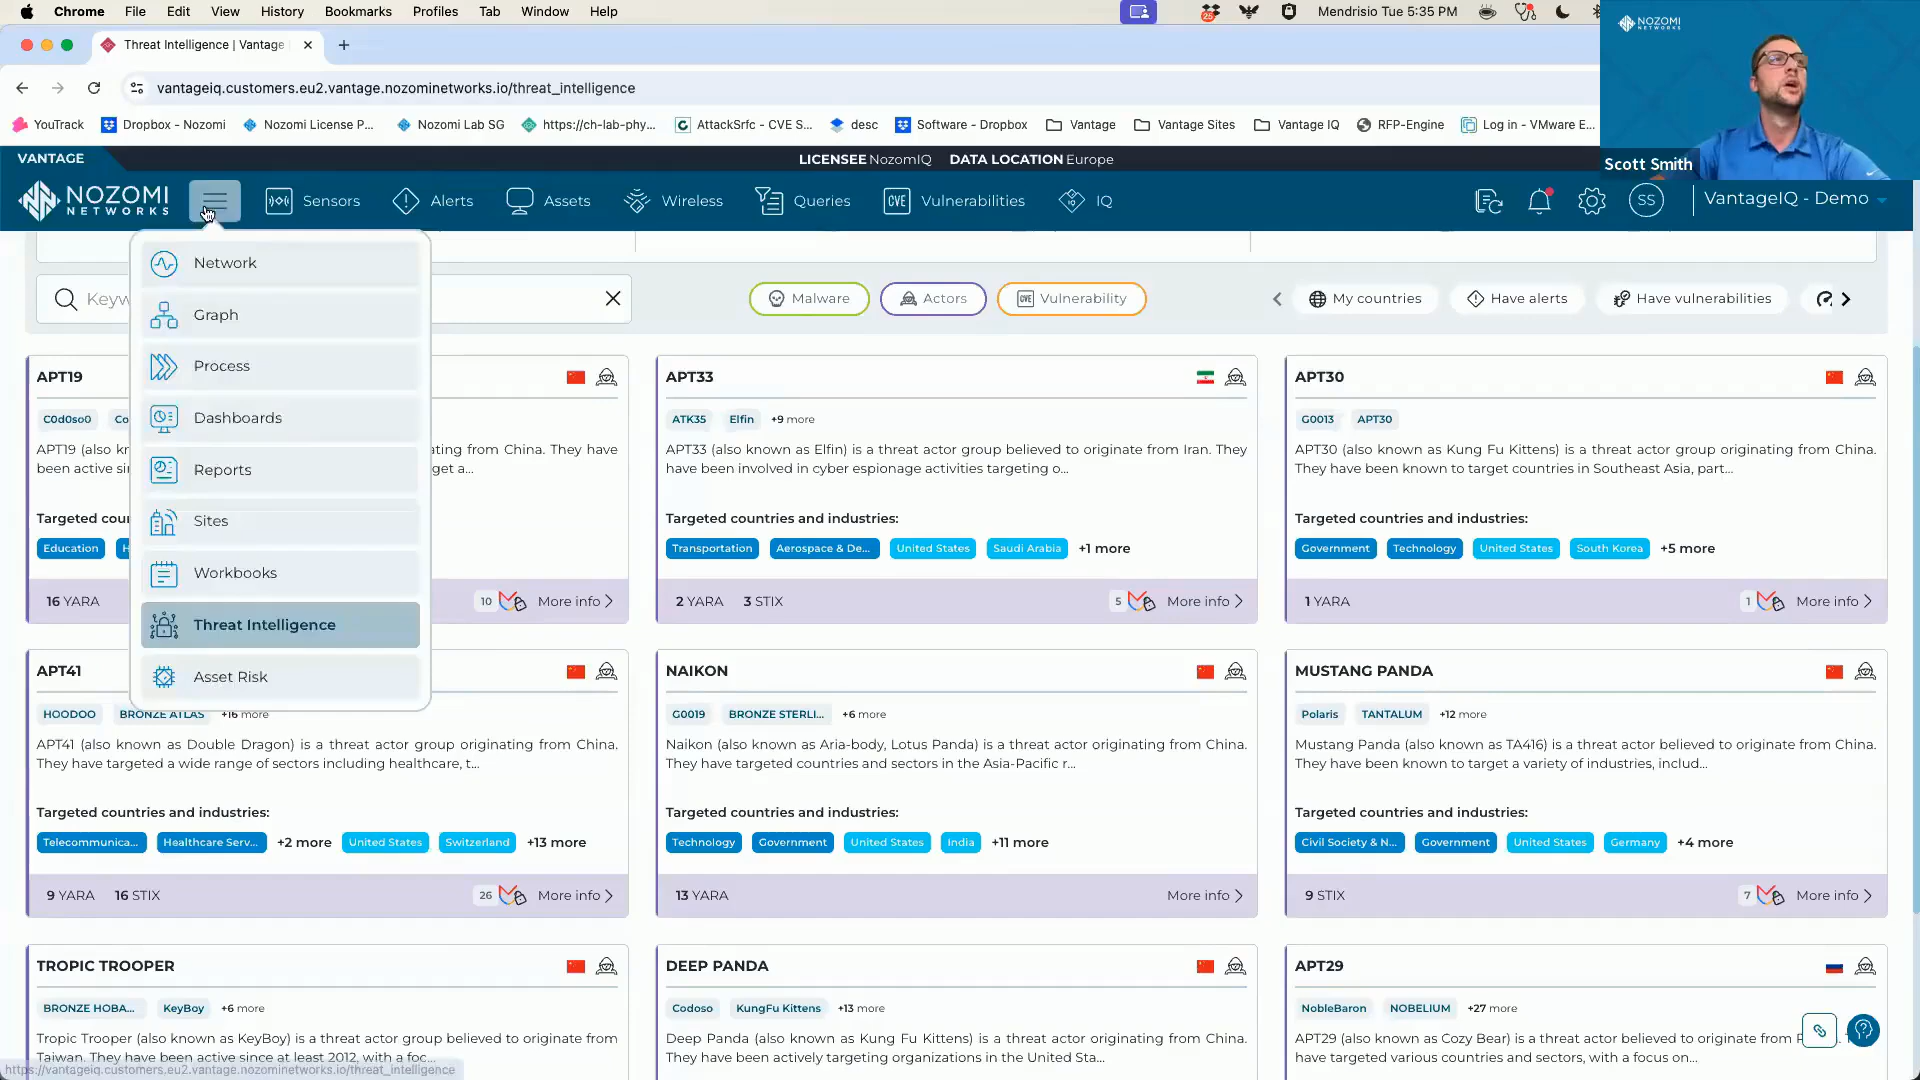 Chrome File Edit View History Bookmarks Profiles Tab Window Help
25
Mendrisio Tue 5:35 PM
NOZOMI
NETWORKS
Threat Intelligence | Vantage
vantageiq.customers.eu2.vantage.nozominetworks.io/threat_intelligence
YouTrack Dropbox - Nozomi Nozomi License P... Nozomi Lab SG https://ch-lab-phy... AttackSrfc - CVE S... desc Software - Dropbox Vantage Vantage Sites Vantage IQ RFP-Engine Log in - VMware E...
Scott Smith
VANTAGE
LICENSEE NozomIQ DATA LOCATION Europe
NOZOMI
NETWORKS
Sensors Alerts Assets Wireless Queries CVE Vulnerabilities IQ
SS
VantageIQ - Demo
Network
Graph
Process
Dashboards
Reports
Sites
Workbooks
Threat Intelligence
Asset Risk
Malware Actors CVE Vulnerability
My countries Have alerts Have vulnerabilities
APT19
C0d0so0
APT19 (also
ating from China. They have
been active
get a...
Targeted
Education
16 YARA
10 More info
APT33
ATK35 Elfin +9 more
APT33 (also known as Elfin) is a threat actor group believed to originate from Iran. They
have been involved in cyber espionage activities targeting o...
Targeted countries and industries:
Transportation Aerospace & De... United States Saudi Arabia +1 more
2 YARA 3 STIX 5 More info
APT30
G0013 APT30
APT30 (also known as Kung Fu Kittens) is a threat actor group originating from China.
They have been known to target countries in Southeast Asia, part...
Targeted countries and industries:
Government Technology United States South Korea +5 more
1 YARA 1 More info
APT41
HOODOO BRONZE ATLAS +16 more
APT41 (also known as Double Dragon) is a threat actor group originating from China.
They have targeted a wide range of sectors including healthcare, t...
Targeted countries and industries:
Telecommunica... Healthcare Serv... +2 more United States Switzerland +13 more
9 YARA 16 STIX 26 More info
NAIKON
G0019 BRONZE STERLI... +6 more
Naikon (also known as Aria-body, Lotus Panda) is a threat actor originating from China.
They have targeted countries and sectors in the Asia-Pacific r...
Targeted countries and industries:
Technology Government United States India +11 more
13 YARA More info
MUSTANG PANDA
Polaris TANTALUM +12 more
Mustang Panda (also known as TA416) is a threat actor believed to originate from China.
They have been known to target a variety of industries, includ...
Targeted countries and industries:
Civil Society & N... Government United States Germany +4 more
9 STIX 7 More info
TROPIC TROOPER
BRONZE HOBA... KeyBoy +6 more
Tropic Trooper (also known as KeyBoy) is a threat actor group believed to originate from
Taiwan. They have been active since at least 2012, with a foc...
DEEP PANDA
Codoso KungFu Kittens +13 more
Deep Panda (also known as Kung Fu Kittens) is a threat actor group originating from China.
They have been actively targeting organizations in the United Sta...
APT29
NobleBaron NOBELIUM +27 more
APT29 (also known as Cozy Bear) is a threat actor group believed to originate from
have targeted various countries and sectors, with a focus on...
https://vantageiq.customers.eu2.vantage.nozominetworks.io/threat_intelligence